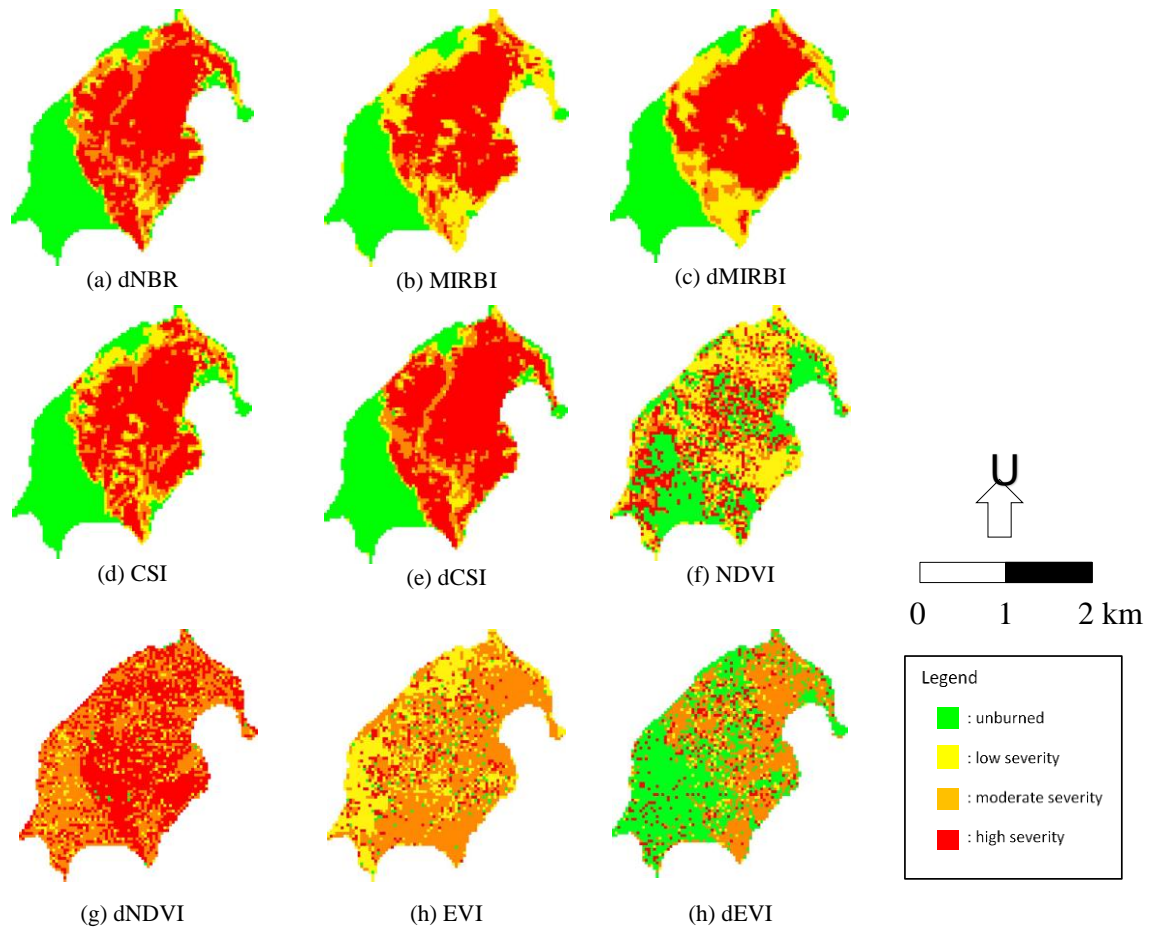 (a) dNBR
(b) MIRBI
(c) dMIRBI
(d) CSI
(e) dCSI
(f) NDVI
U
0 1 2 km
(g) dNDVI
(h) EVI
(h) dEVI
Legend
: unburned
: low severity
: moderate severity
: high severity